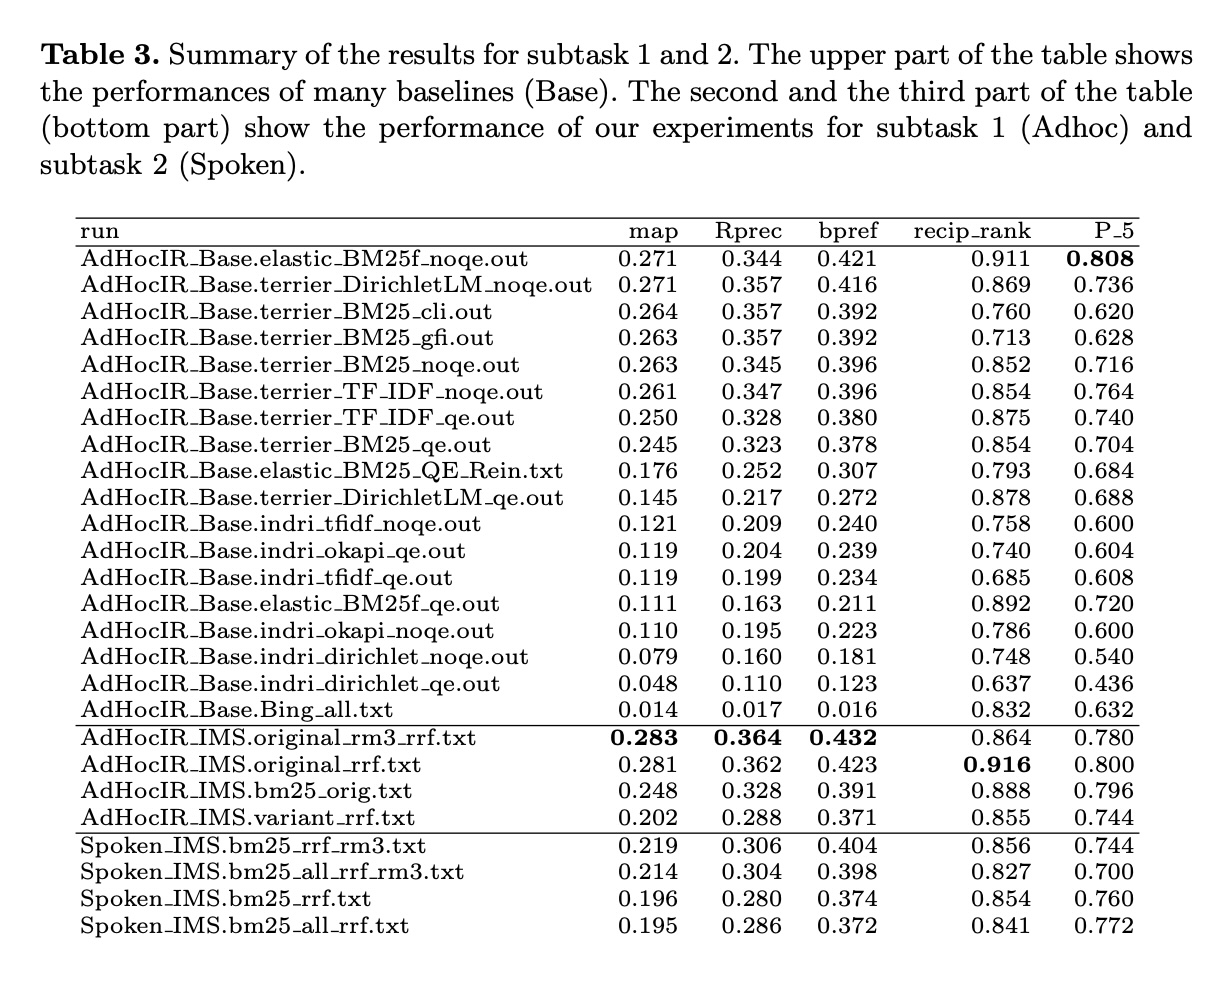 Table 3. Summary of the results for subtask 1 and 2. The upper part of the table shows
the performances of many baselines (Base). The second and the third part of the table
(bottom part) show the performance of our experiments for subtask 1 (Adhoc) and
subtask 2 (Spoken).
run map Rprec bpref recip_rank P_5
AdHocIR_Base.elastic_BM25f_noqe.out 0.271 0.344 0.421 0.911 0.808
AdHocIR_Base.terrier_DirichletLM_noqe.out 0.271 0.357 0.416 0.869 0.736
AdHocIR_Base.terrier_BM25_cli.out 0.264 0.357 0.392 0.760 0.620
AdHocIR_Base.terrier_BM25_gfi.out 0.263 0.357 0.392 0.713 0.628
AdHocIR_Base.terrier_BM25_noqe.out 0.263 0.345 0.396 0.852 0.716
AdHocIR_Base.terrier_TF_IDF_noqe.out 0.261 0.347 0.396 0.854 0.764
AdHocIR_Base.terrier_TF_IDF_qe.out 0.250 0.328 0.380 0.875 0.740
AdHocIR_Base.terrier_BM25_qe.out 0.245 0.323 0.378 0.854 0.704
AdHocIR_Base.elastic_BM25_QE_Rein.txt 0.176 0.252 0.307 0.793 0.684
AdHocIR_Base.terrier_DirichletLM_qe.out 0.145 0.217 0.272 0.878 0.688
AdHocIR_Base.indri_tfidf_noqe.out 0.121 0.209 0.240 0.758 0.600
AdHocIR_Base.indri_okapi_qe.out 0.119 0.204 0.239 0.740 0.604
AdHocIR_Base.indri_tfidf_qe.out 0.119 0.199 0.234 0.685 0.608
AdHocIR_Base.elastic_BM25f_qe.out 0.111 0.163 0.211 0.892 0.720
AdHocIR_Base.indri_okapi_noqe.out 0.110 0.195 0.223 0.786 0.600
AdHocIR_Base.indri_dirichlet_noqe.out 0.079 0.160 0.181 0.748 0.540
AdHocIR_Base.indri_dirichlet_qe.out 0.048 0.110 0.123 0.637 0.436
AdHocIR_Base.Bing_all.txt 0.014 0.017 0.016 0.832 0.632
AdHocIR_IMS.original_rm3_rrf.txt 0.283 0.364 0.432 0.864 0.780
AdHocIR_IMS.original_rrf.txt 0.281 0.362 0.423 0.916 0.800
AdHocIR_IMS.bm25_orig.txt 0.248 0.328 0.391 0.888 0.796
AdHocIR_IMS.variant_rrf.txt 0.202 0.288 0.371 0.855 0.744
Spoken_IMS.bm25_rrf_rm3.txt 0.219 0.306 0.404 0.856 0.744
Spoken_IMS.bm25_all_rrf_rm3.txt 0.214 0.304 0.398 0.827 0.700
Spoken_IMS.bm25_rrf.txt 0.196 0.280 0.374 0.854 0.760
Spoken_IMS.bm25_all_rrf.txt 0.195 0.286 0.372 0.841 0.772